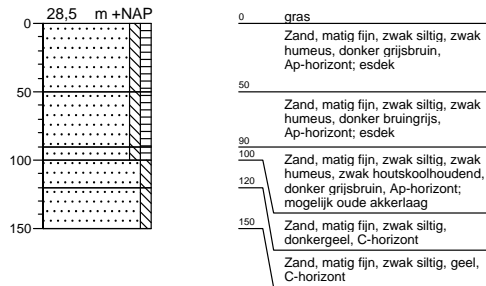 28,5 m +NAP
0
50
100
150
0 gras
Zand, matig fijn, zwak siltig, zwak
humeus, donker grijsbruin,
Ap-horizont; esdek
50
Zand, matig fijn, zwak siltig, zwak
humeus, donker bruingrijs,
Ap-horizont; esdek
90
Zand, matig fijn, zwak siltig, zwak
humeus, zwak houtskoolhoudend,
donker grijsbruin, Ap-horizont;
mogelijk oude akkerlaag
100
Zand, matig fijn, zwak siltig,
donkergeel, C-horizont
120
Zand, matig fijn, zwak siltig, geel,
C-horizont
150